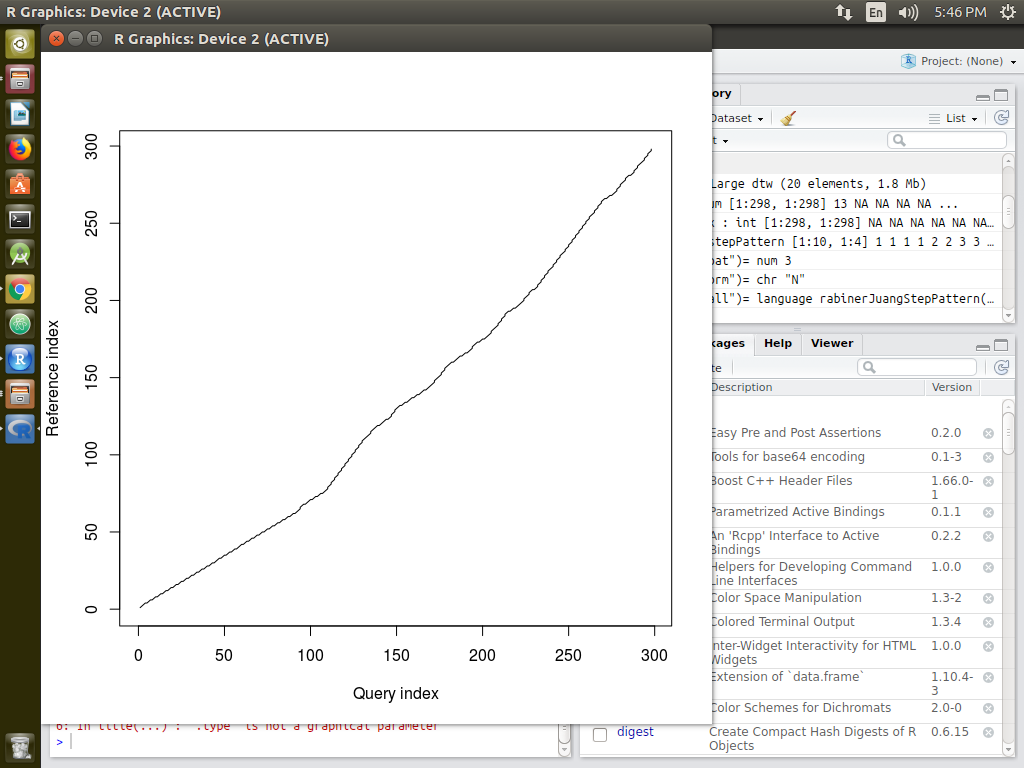 R Graphics: Device 2 (ACTIVE)
En
5:46 PM
R Graphics: Device 2 (ACTIVE)
Reference index
300
250
200
150
100
50
0
0 50 100 150 200 250 300
Query index
Project: (None)
ory
Dataset
List
t
Large dtw (20 elements, 1.8 Mb)
um [1:298, 1:298] 13 NA NA NA NA ...
: int [1:298, 1:298] NA NA NA NA NA NA…
stepPattern [1:10, 1:4] 1 1 1 1 2 2 3 3 …
pat")= num 3
orm")= chr "N"
all")= language rabinerJuangStepPattern(…
kages Help Viewer
te
Description Version
Easy Pre and Post Assertions 0.2.0
Tools for base64 encoding 0.1-3
Boost C++ Header Files 1.66.0-
1
Parametrized Active Bindings 0.1.1
An 'Rcpp' Interface to Active 0.2.2
Bindings
Helpers for Developing Command 1.0.0
Line Interfaces
Color Space Manipulation 1.3-2
Colored Terminal Output 1.3.4
Inter-Widget Interactivity for HTML 1.0.0
Widgets
Extension of `data.frame` 1.10.4-
3
Color Schemes for Dichromats 2.0-0
digest Create Compact Hash Digests of R 0.6.15
Objects
6: In title(...) : ".type" is not a graphical parameter
>